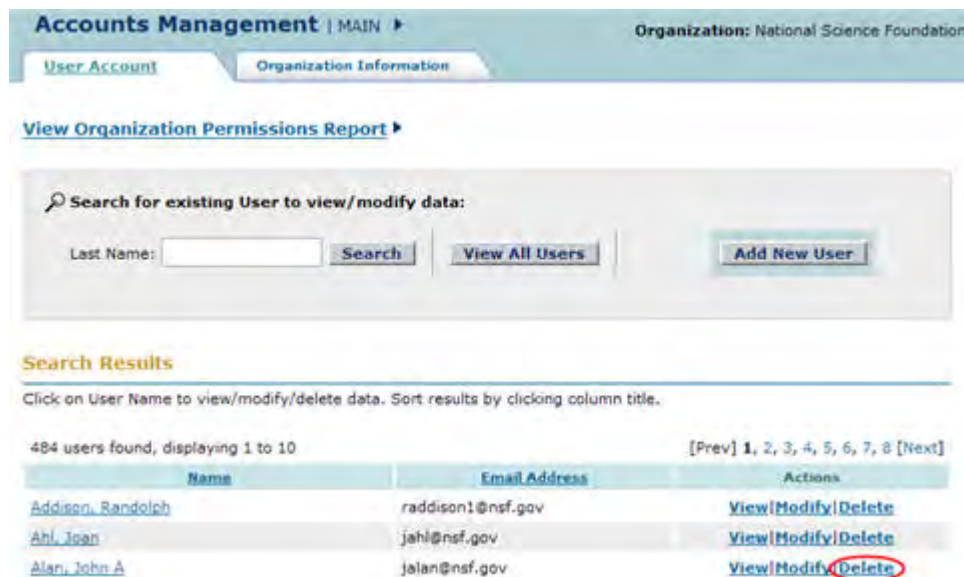 Accounts Management | MAIN ▶
Organization: National Science Foundation
User Account
Organization Information
View Organization Permissions Report ▶
Search for existing User to view/modify data:
Last Name: Search View All Users Add New User
Search Results
Click on User Name to view/modify/delete data. Sort results by clicking column title.
484 users found, displaying 1 to 10 [Prev] 1, 2, 3, 4, 5, 6, 7, 8 [Next]
Name Email Address Actions
Addison, Randolph raddison1@nsf.gov View|Modify|Delete
Ahl, Joan jahl@nsf.gov View|Modify|Delete
Alan, John A jalan@nsf.gov View|Modify|Delete